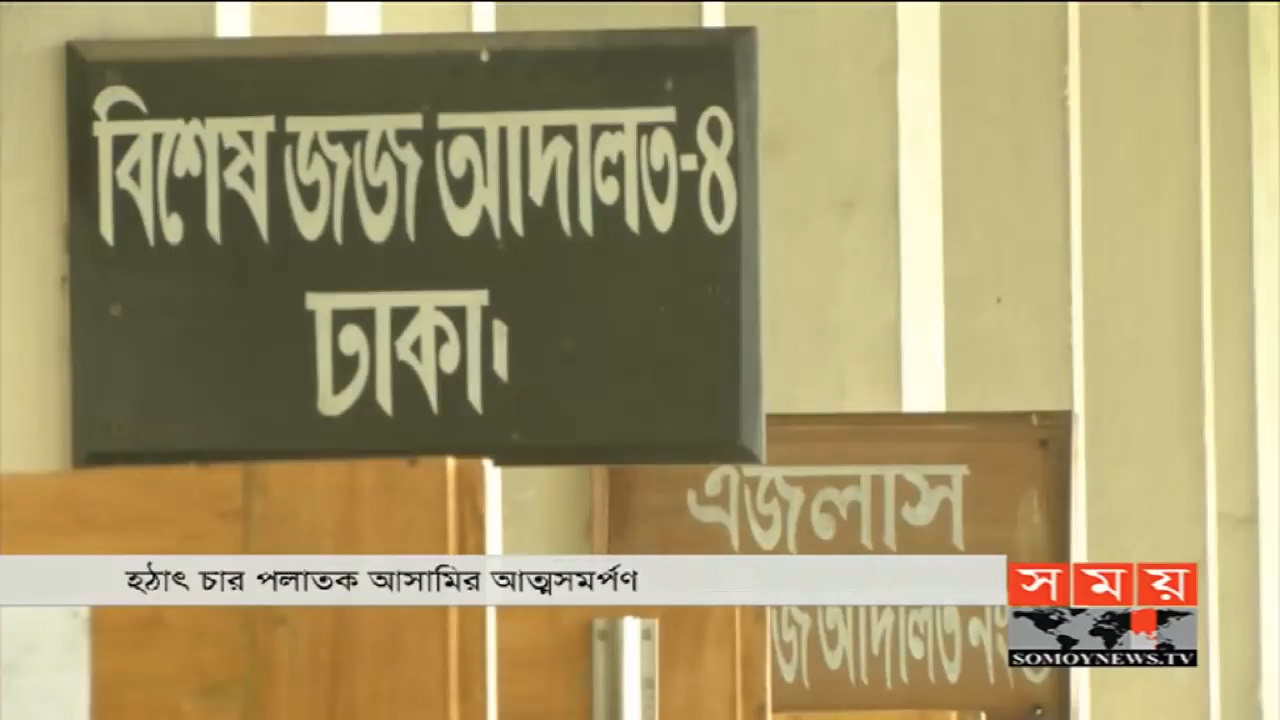 বিশেষ জজ আদালত-৪
ঢাকা।
এজলাস
জজ আদালত নং
হঠাৎ চার পলাতক আসামির আত্মসমর্পণ
সময়
SOMOYNEWS.TV